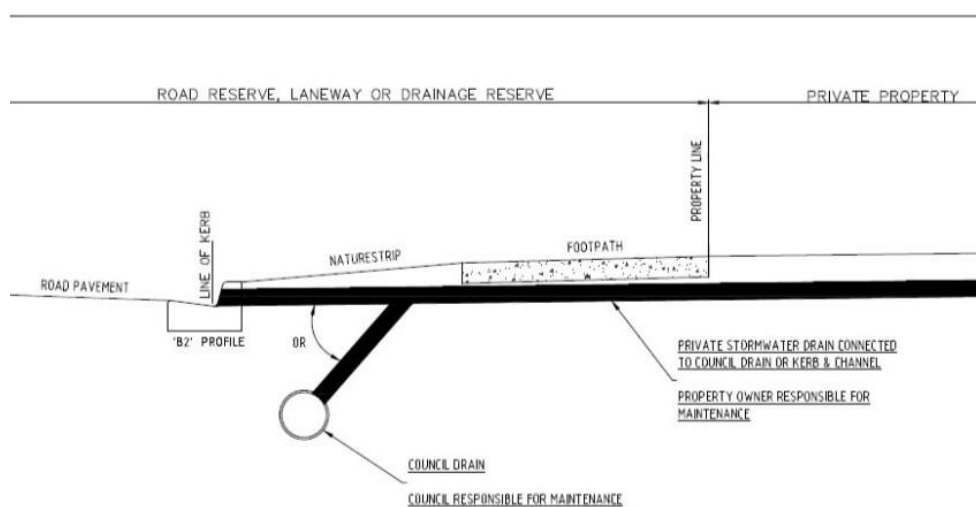 ROAD RESERVE, LANEWAY OR DRAINAGE RESERVE
PRIVATE PROPERTY
PROPERTY LINE
LINE OF KERB
NATURESTRIP
FOOTPATH
ROAD PAVEMENT
'B2' PROFILE
OR
PRIVATE STORMWATER DRAIN CONNECTED
TO COUNCIL DRAIN OR KERB & CHANNEL
PROPERTY OWNER RESPONSIBLE FOR
MAINTENANCE
COUNCIL DRAIN
COUNCIL RESPONSIBLE FOR MAINTENANCE